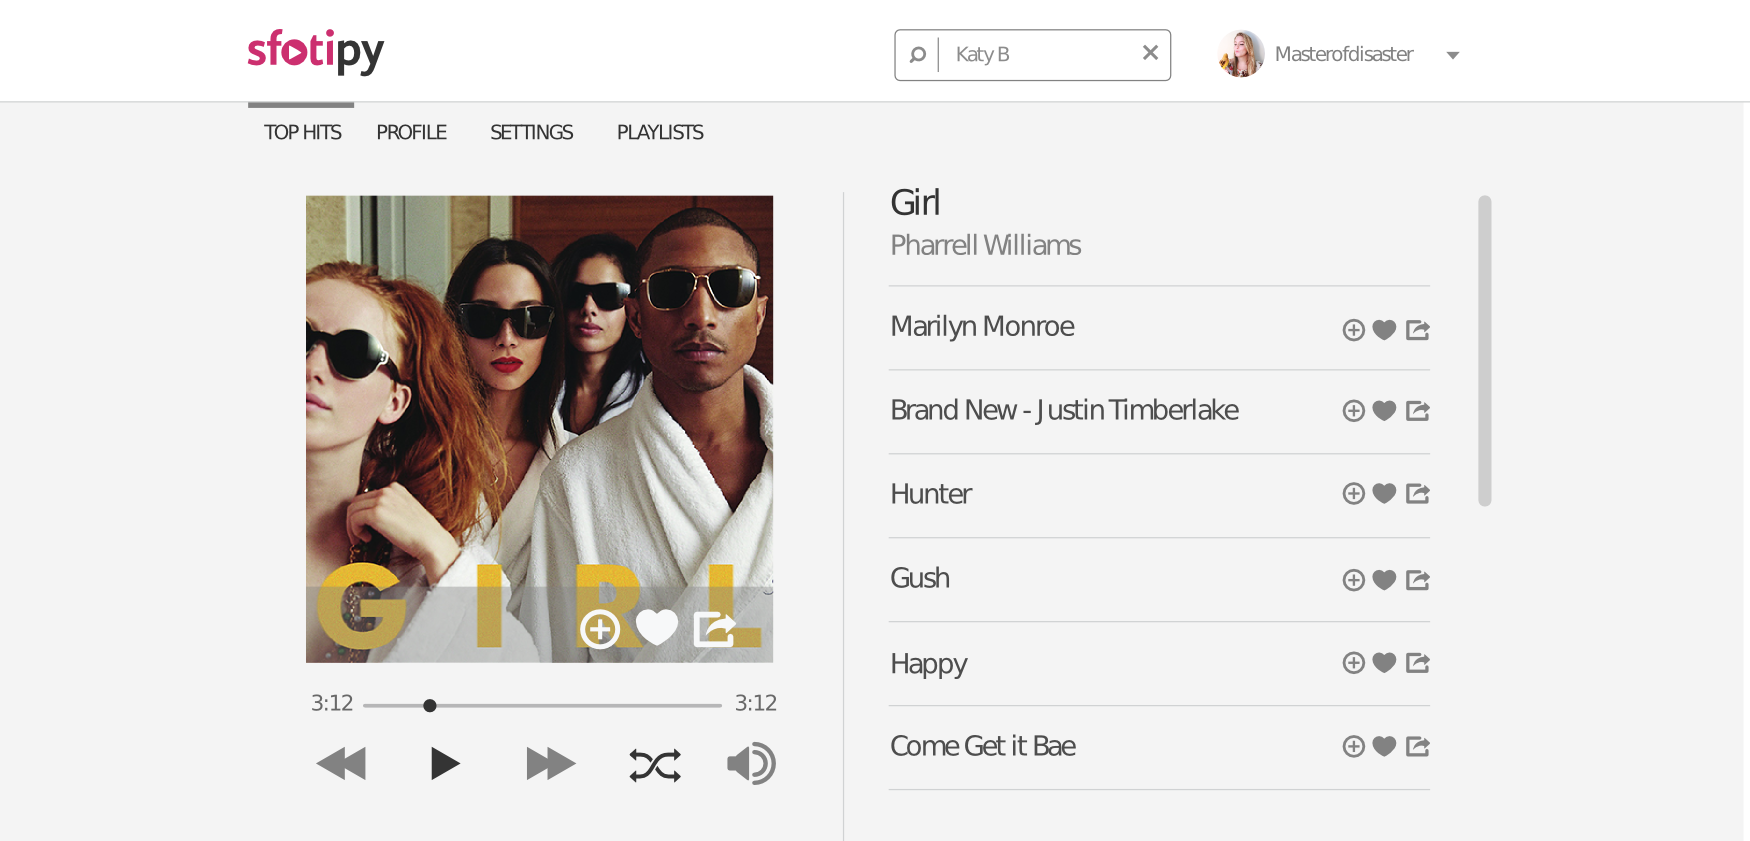 sfotipy
Katy B
Masterofdisaster
TOP HITS
PROFILE
SETTINGS
PLAYLISTS
GIRL
3:12
3:12
Girl
Pharrell Williams
Marilyn Monroe
Brand New - Justin Timberlake
Hunter
Gush
Happy
Come Get it Bae